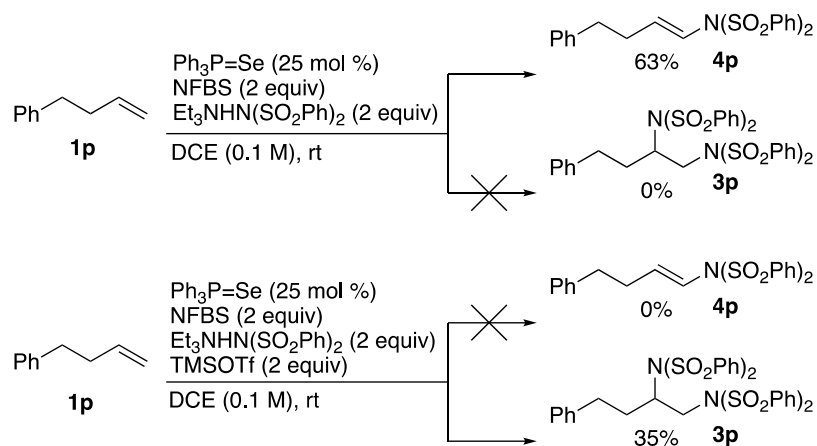 Ph
1p
Ph3P=Se (25 mol %)
NFBS (2 equiv)
Et3NHN(SO2Ph)2 (2 equiv)
DCE (0.1 M), rt
Ph
N(SO2Ph)2
63%
4p
N(SO2Ph)2
Ph
N(SO2Ph)2
0%
3p
Ph
1p
Ph3P=Se (25 mol %)
NFBS (2 equiv)
Et3NHN(SO2Ph)2 (2 equiv)
TMSOTf (2 equiv)
DCE (0.1 M), rt
Ph
N(SO2Ph)2
0%
4p
N(SO2Ph)2
Ph
N(SO2Ph)2
35%
3p